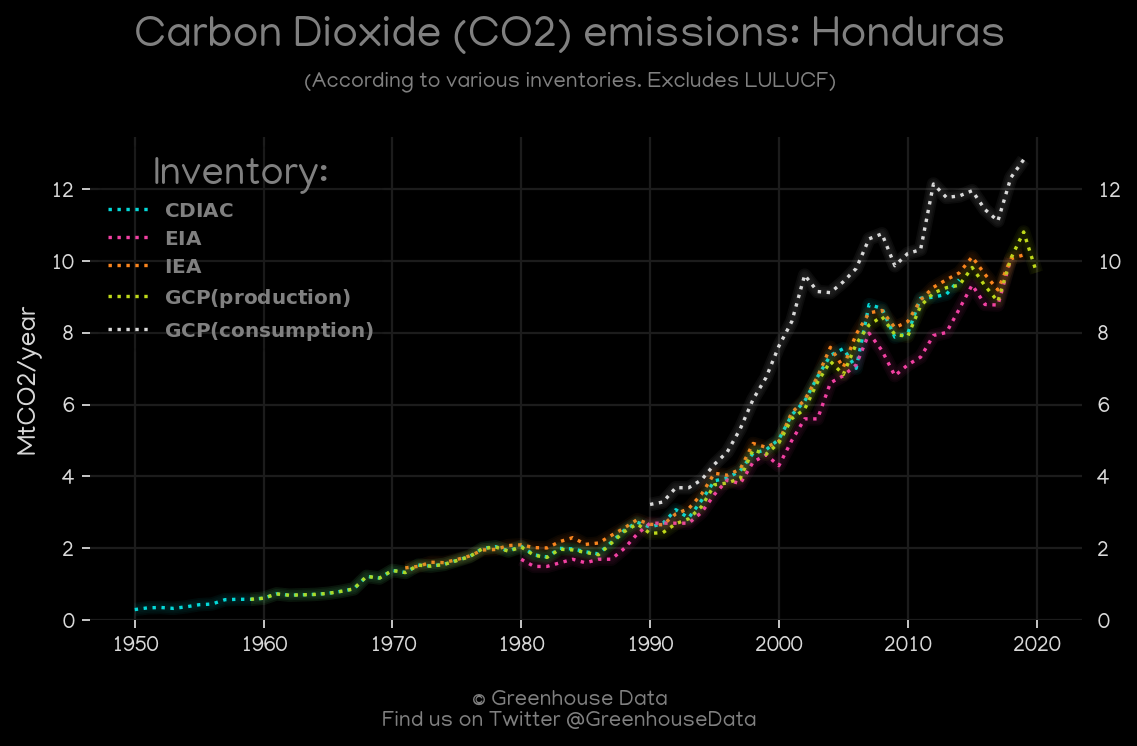 Carbon Dioxide (CO2) emissions: Honduras
(According to various inventories. Excludes LULUCF)
Inventory:
CDIAC
EIA
IEA
GCP(production)
GCP(consumption)
MtCO2/year
12
10
8
6
4
2
0
12
10
8
6
4
2
0
1950 1960 1970 1980 1990 2000 2010 2020
© Greenhouse Data
Find us on Twitter @GreenhouseData